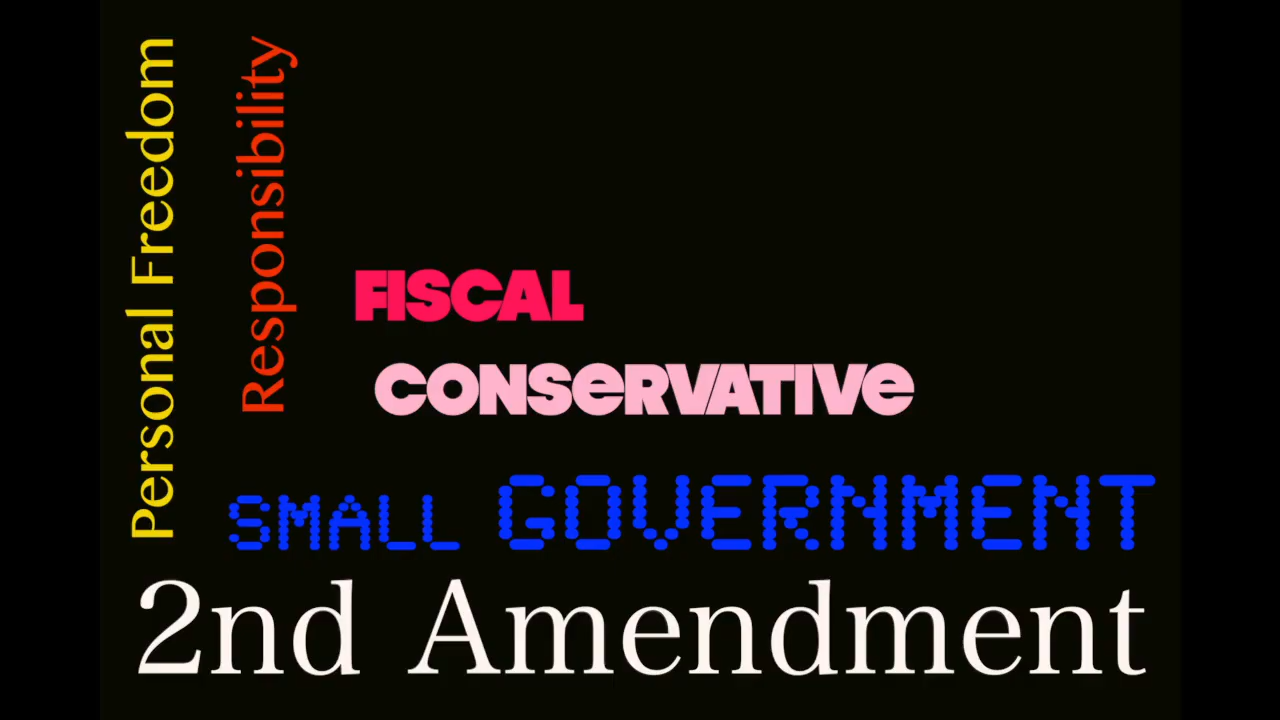 Personal Freedom
Responsibility
FISCAL
CONSERVATIVE
SMALL GOVERNMENT
2nd Amendment